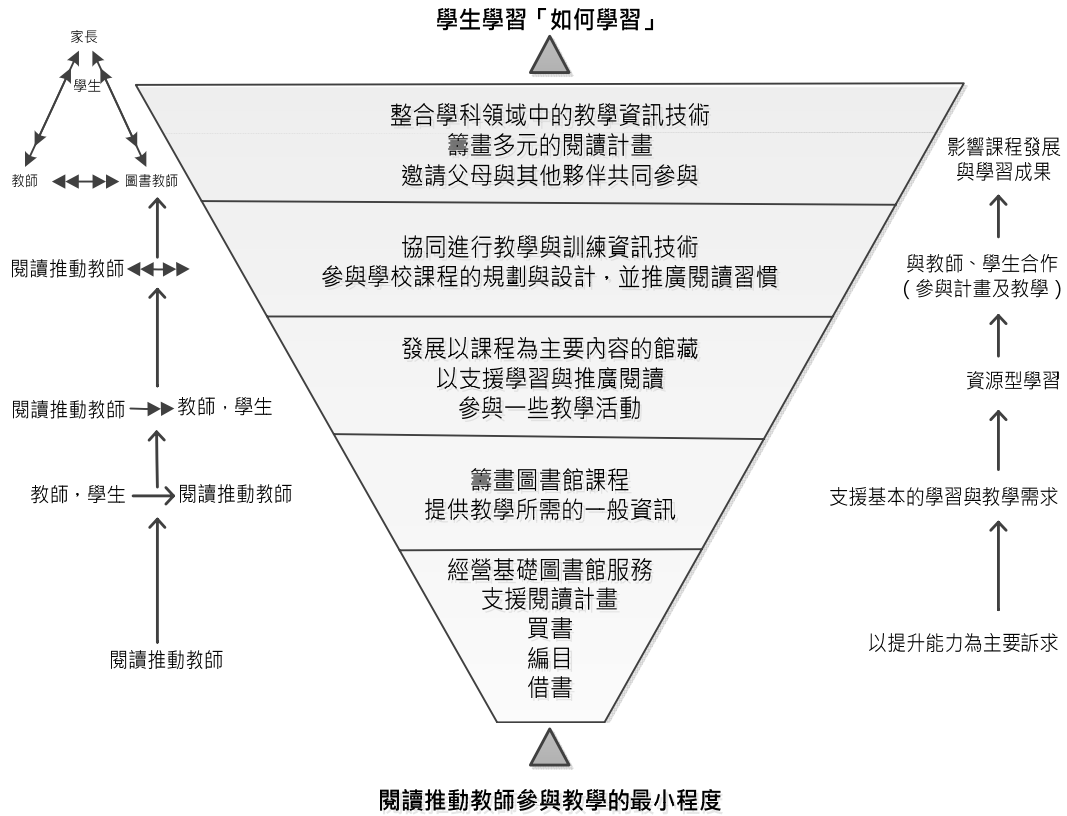 學生學習「如何學習」
家長
學生
教師
圖書教師
閱讀推動教師
閱讀推動教師
教師，學生
教師，學生
閱讀推動教師
閱讀推動教師
整合學科領域中的教學資訊技術
籌畫多元的閱讀計畫
邀請父母與其他夥伴共同參與
協同進行教學與訓練資訊技術
參與學校課程的規劃與設計，並推廣閱讀習慣
發展以課程為主要內容的館藏
以支援學習與推廣閱讀
參與一些教學活動
籌畫圖書館課程
提供教學所需的一般資訊
經營基礎圖書館服務
支援閱讀計畫
買書
編目
借書
影響課程發展
與學習成果
與教師、學生合作
(參與計畫及教學)
資源型學習
支援基本的學習與教學需求
以提升能力為主要訴求
閱讀推動教師參與教學的最小程度